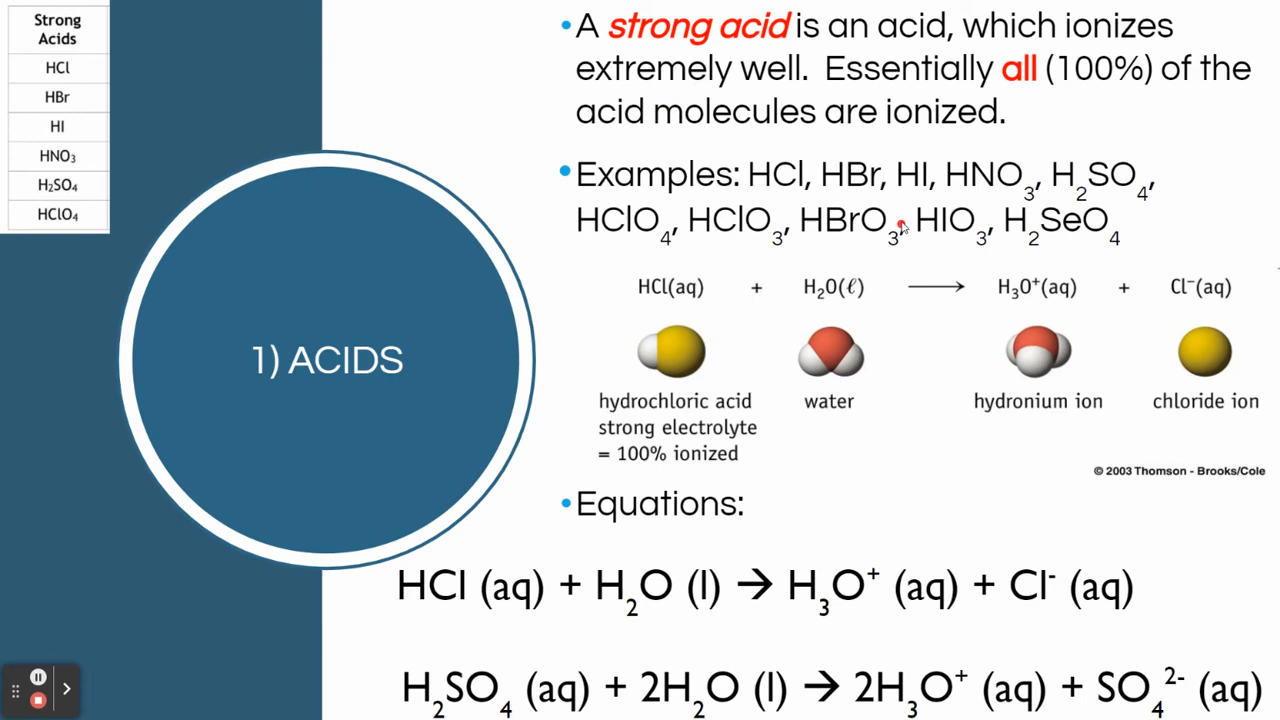 Strong
Acids
HCl
HBr
HI
HNO₃
H₂SO₄
HClO₄
1) ACIDS
•A strong acid is an acid, which ionizes
extremely well. Essentially all (100%) of the
acid molecules are ionized.
•Examples: HCl, HBr, HI, HNO₃, H₂SO₄,
HClO₄, HClO₃, HBrO₃, HIO₃, H₂SeO₄
HCl(aq) + H₂O(ℓ) → H₃O⁺(aq) + Cl⁻(aq)
hydrochloric acid water hydronium ion chloride ion
strong electrolyte
= 100% ionized
© 2003 Thomson - Brooks/Cole
•Equations:
HCl (aq) + H₂O (l) → H₃O⁺ (aq) + Cl⁻ (aq)
H₂SO₄ (aq) + 2H₂O (l) → 2H₃O⁺ (aq) + SO₄²⁻ (aq)